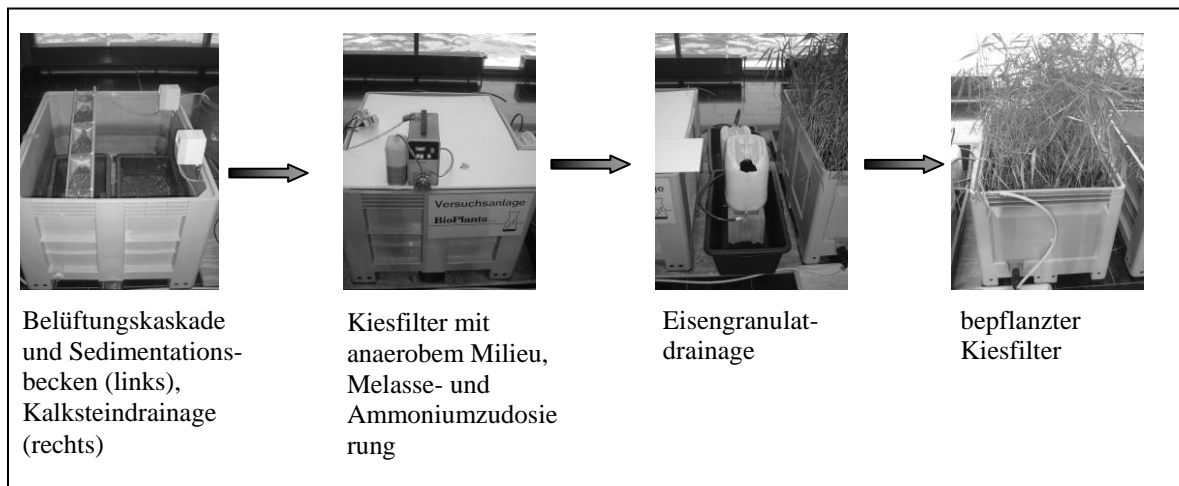 Versuchsanlage
BioPlanta
Belüftungskaskade
und Sedimentations-
becken (links),
Kalksteindrainage
(rechts)
Kiesfilter mit
anaerobem Milieu,
Melasse- und
Ammoniumzudosie
rung
Eisengranulat-
drainage
bepflanzter
Kiesfilter